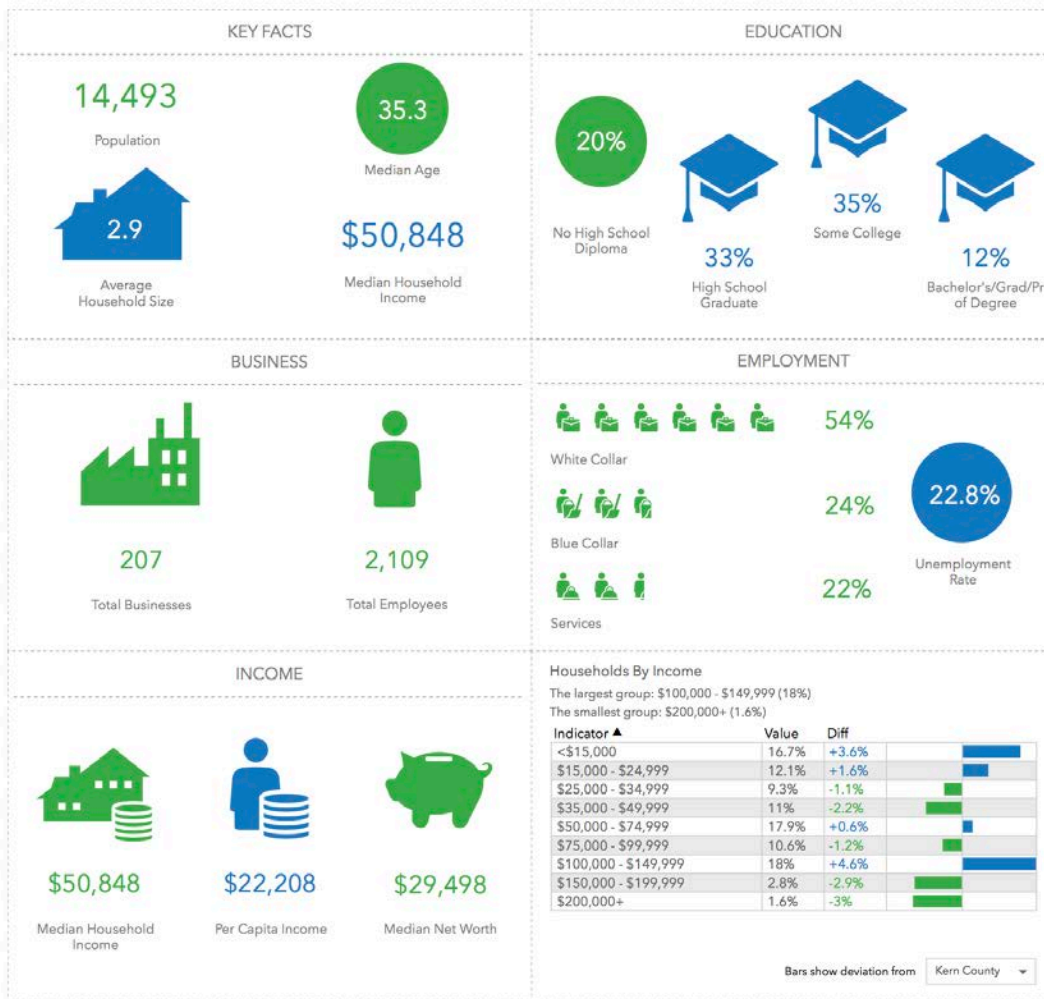 KEY FACTS
14,493
Population
35.3
Median Age
2.9
Average
Household Size
$50,848
Median Household
Income
EDUCATION
20%
No High School
Diploma
33%
High School
Graduate
35%
Some College
12%
Bachelor's/Grad/Pr
of Degree
BUSINESS
207
Total Businesses
2,109
Total Employees
EMPLOYMENT
54%
White Collar
24%
Blue Collar
22%
Services
22.8%
Unemployment
Rate
INCOME
$50,848
Median Household
Income
$22,208
Per Capita Income
$29,498
Median Net Worth
Households By Income
The largest group: $100,000 - $149,999 (18%)
The smallest group: $200,000+ (1.6%)
Indicator ▲ Value Diff
<$15,000 16.7% +3.6%
$15,000 - $24,999 12.1% +1.6%
$25,000 - $34,999 9.3% -1.1%
$35,000 - $49,999 11% -2.2%
$50,000 - $74,999 17.9% +0.6%
$75,000 - $99,999 10.6% -1.2%
$100,000 - $149,999 18% +4.6%
$150,000 - $199,999 2.8% -2.9%
$200,000+ 1.6% -3%
Bars show deviation from Kern County